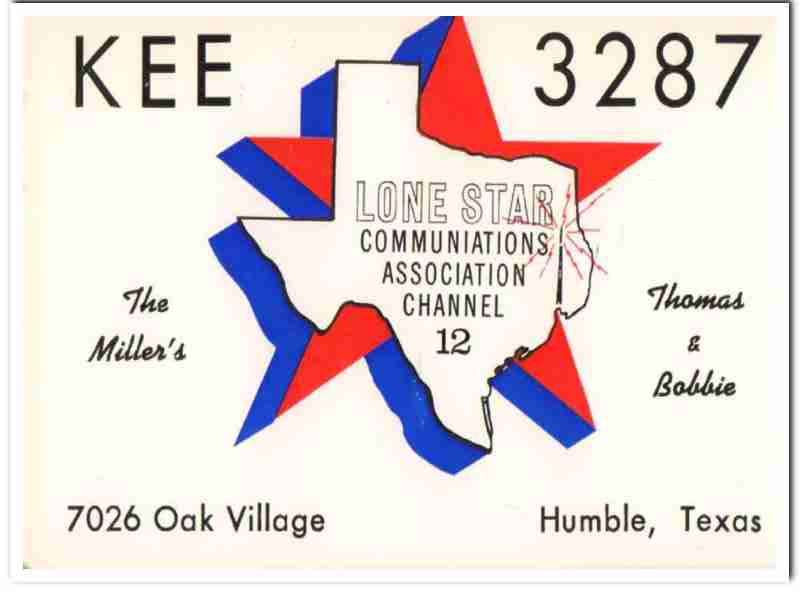 KEE 3287
LONE STAR
COMMUNIATIONS
ASSOCIATION
CHANNEL
12
The
Miller's
Thomas
&
Bobbie
7026 Oak Village Humble, Texas